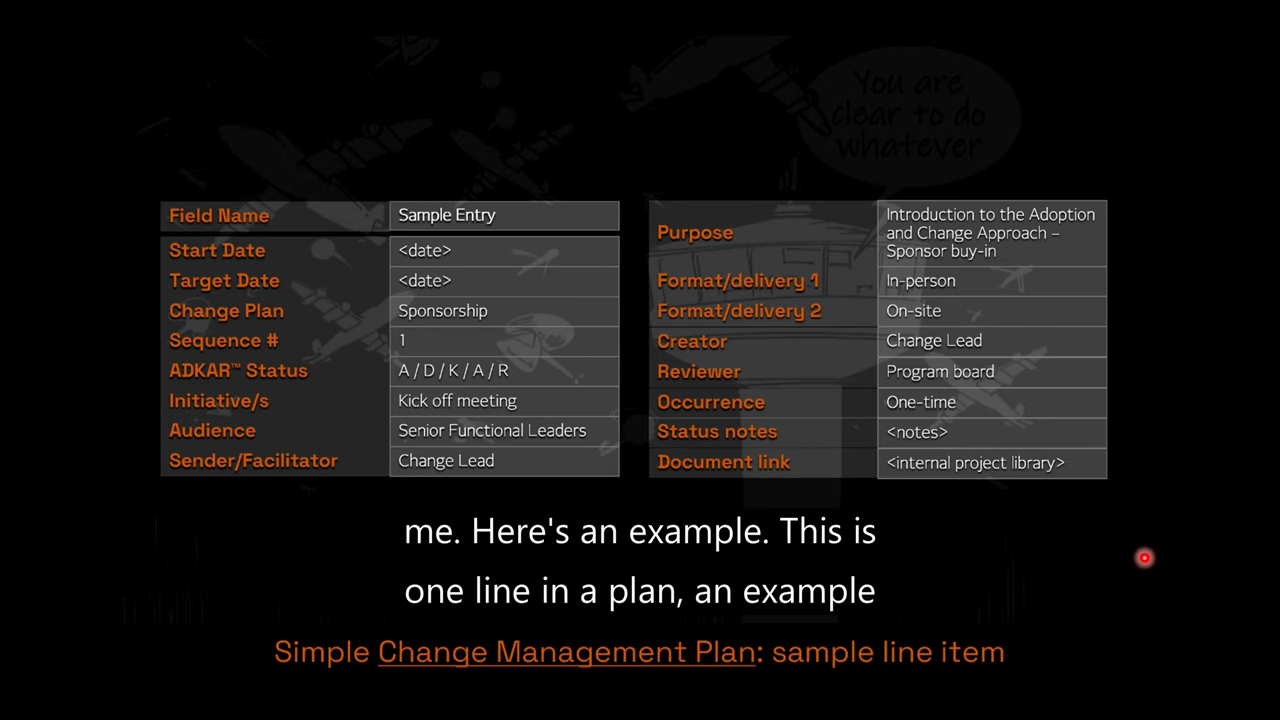 You are
clear to do
whatever
Field Name Sample Entry
Start Date <date>
Target Date <date>
Change Plan Sponsorship
Sequence # 1
ADKAR™ Status A / D / K / A / R
Initiative/s Kick off meeting
Audience Senior Functional Leaders
Sender/Facilitator Change Lead
Purpose Introduction to the Adoption
and Change Approach –
Sponsor buy-in
Format/delivery 1 In-person
Format/delivery 2 On-site
Creator Change Lead
Reviewer Program board
Occurrence One-time
Status notes <notes>
Document link <internal project library>
me. Here's an example. This is
one line in a plan, an example
Simple Change Management Plan: sample line item